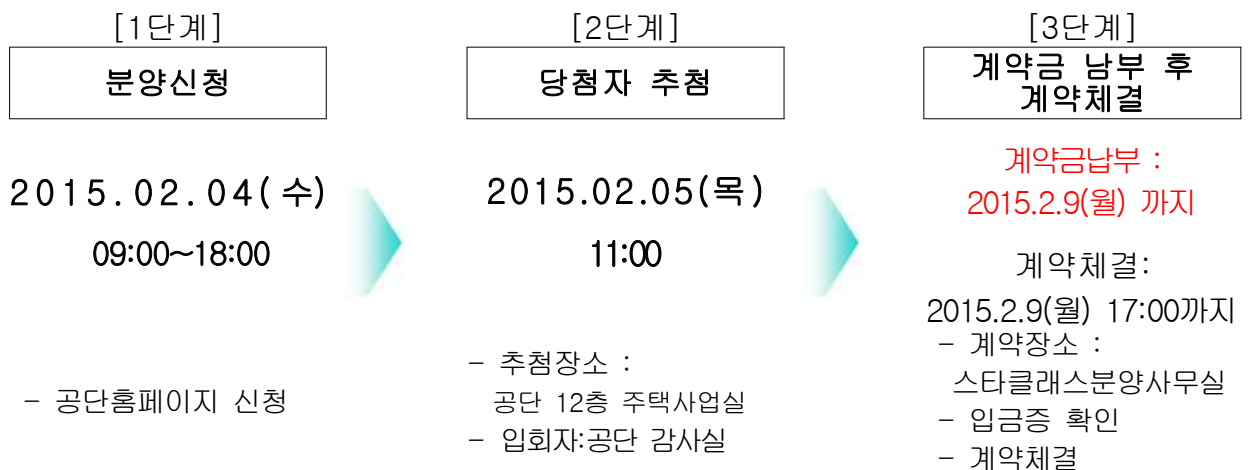 [1단계]
분양신청
2015.02.04(수)
09:00~18:00
- 공단홈페이지 신청
[2단계]
당첨자 추첨
2015.02.05(목)
11:00
- 추첨장소 :
공단 12층 주택사업실
- 입회자:공단 감사실
[3단계]
계약금 남부 후
계약체결
계약금납부 :
2015.2.9(월) 까지
계약체결:
2015.2.9(월) 17:00까지
- 계약장소 :
스타클래스분양사무실
- 입금증 확인
- 계약체결